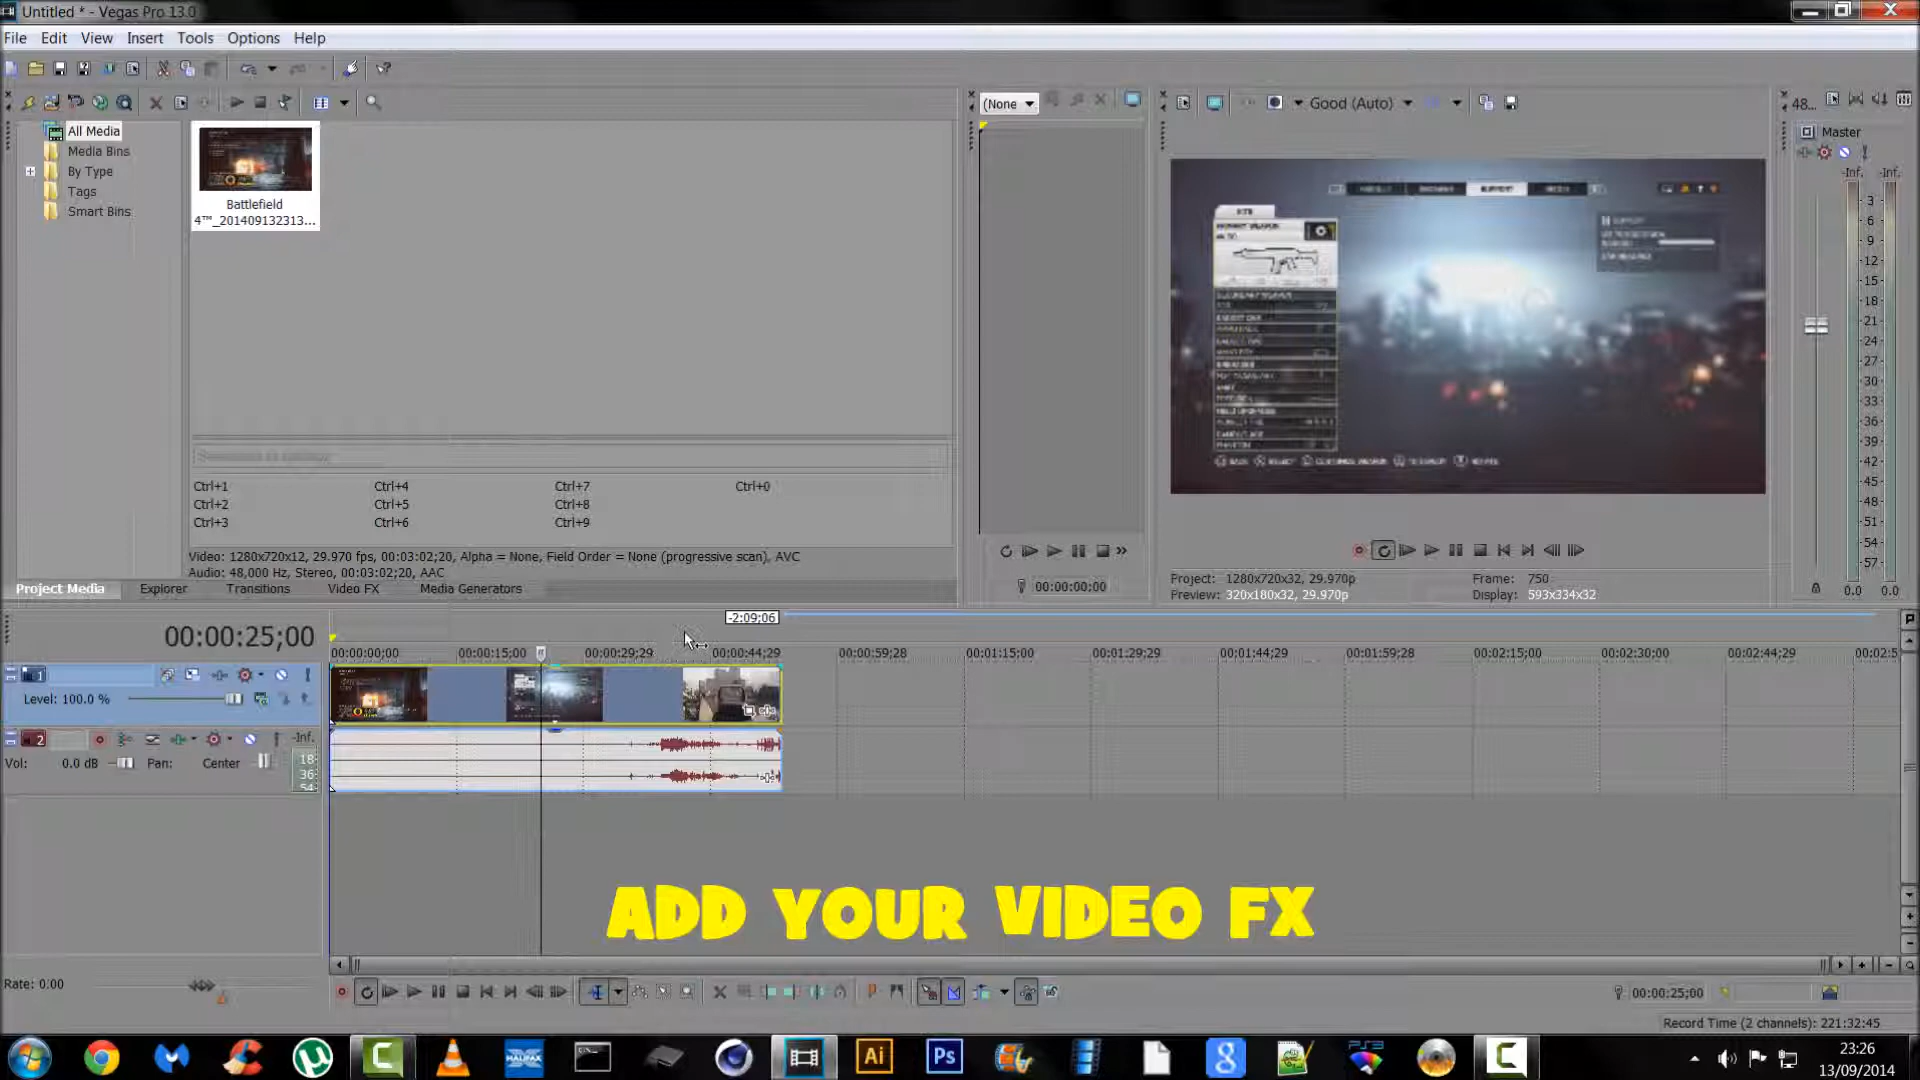 Untitled * - Vegas Pro 13.0
File Edit View Insert Tools Options Help
(None
Good (Auto)
48...
All Media
Media Bins
By Type
Tags
Smart Bins
Battlefield
4™_201409132313...
Master
-Inf. -Inf.
3
6
9
12
15
18
21
24
27
30
33
36
39
42
45
48
51
54
57
0.0 0.0
Ctrl+1 Ctrl+4 Ctrl+7 Ctrl+0
Ctrl+2 Ctrl+5 Ctrl+8
Ctrl+3 Ctrl+6 Ctrl+9
Video: 1280x720x12, 29.970 fps, 00:03:02;20, Alpha = None, Field Order = None (progressive scan), AVC
Audio: 48,000 Hz, Stereo, 00:03:02;20, AAC
Project Media Explorer Transitions Video FX Media Generators
00:00:00;00
Project: 1280x720x32, 29.970p Frame: 750
Preview: 320x180x32, 29.970p Display: 593x334x32
00:00:25;00
-2:09;06
00:00:00;00 00:00:15;00 00:00:29;29 00:00:44;29 00:00:59;28 00:01:15;00 00:01:29;29 00:01:44;29 00:01:59;28 00:02:15;00 00:02:30;00 00:02:44;29 00:02:5
1
Level: 100.0 %
2
-Inf.
Vol: 0.0 dB Pan: Center
18
36
54
ADD YOUR VIDEO FX
Rate: 0.00
00:00:25;00
Record Time (2 channels): 221:32:45
HALIFAX
Ai
Ps
PS3
23:26
13/09/2014